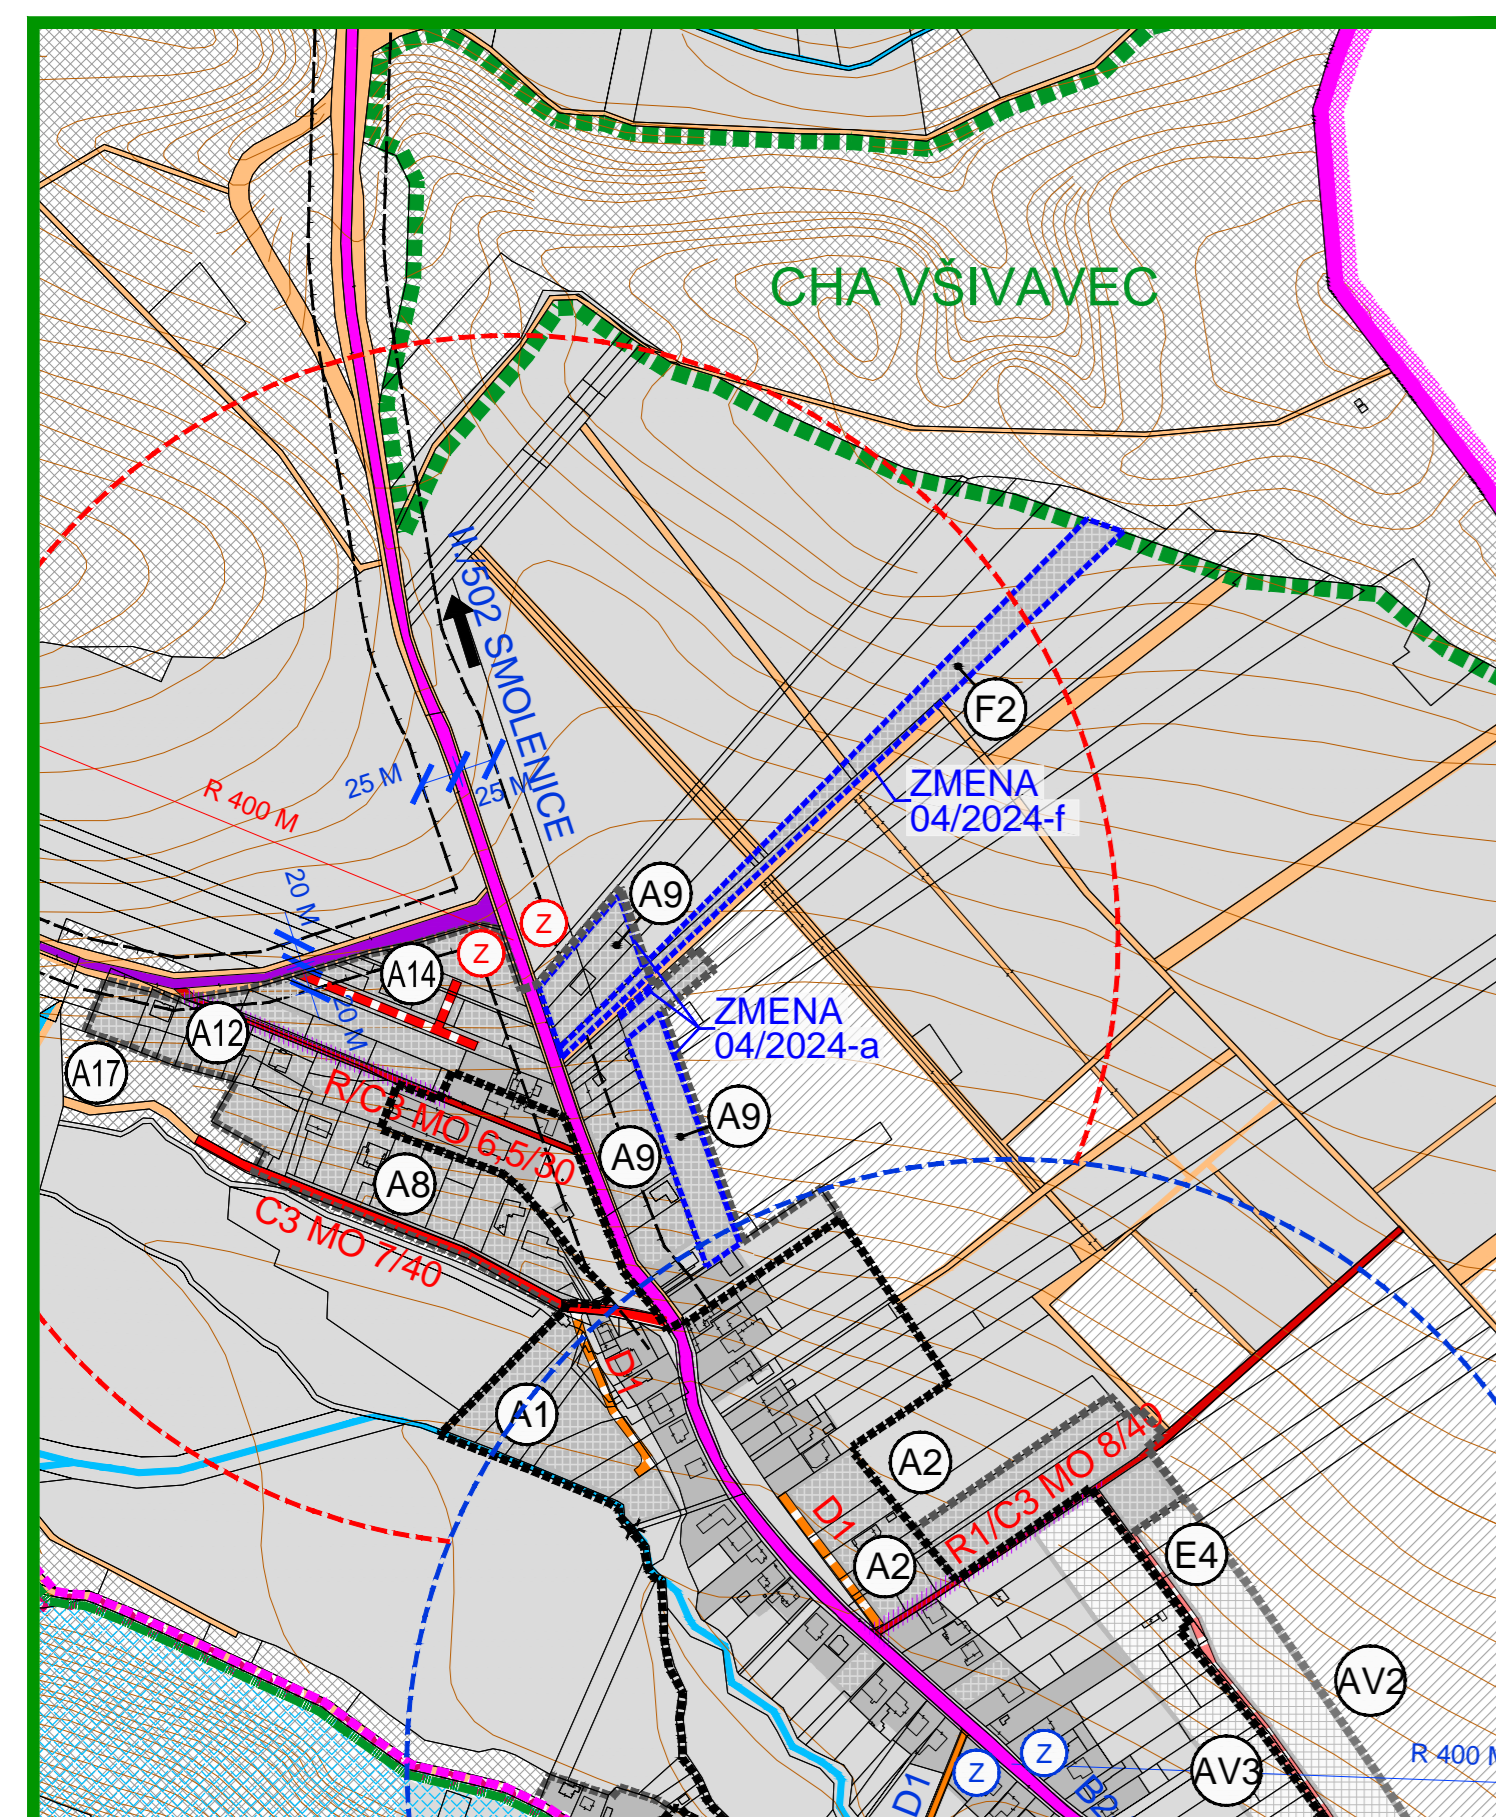 CHA VŠIVAVEC
II./502 SMOLENICE
F2
25 M
25 M
R 400 M
ZMENA
04/2024-f
20 M
A9
Z
Z
A14
ZMENA
04/2024-a
20 M
A12
A17
R/C3 MO 6,5/30
A9
A9
A8
C3 MO 7/40
D1
A1
A2
R1/C3 MO 8/40
D1
A2
E4
AV2
Z
Z
R 400 M
AV3
D1
B2